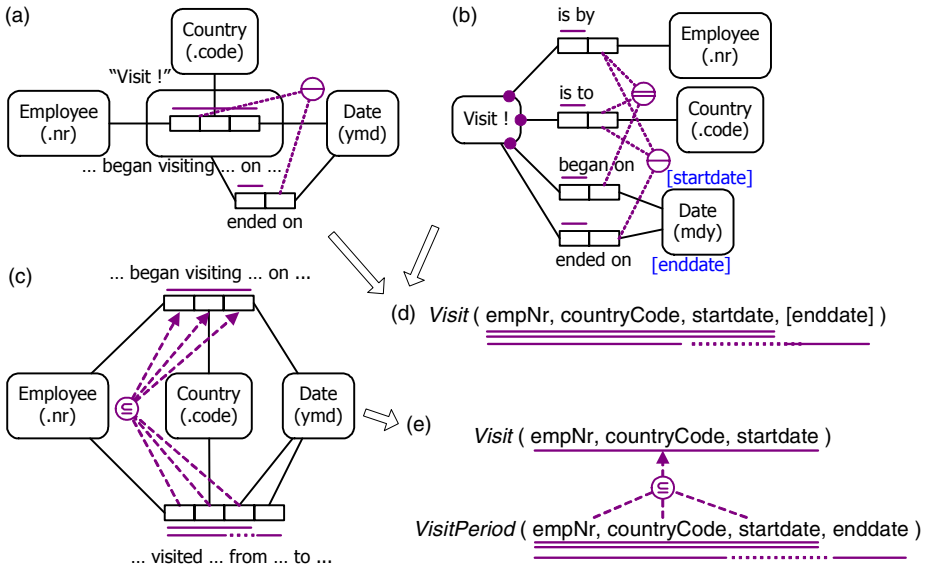 (a)
Country
(.code)
“Visit !”
Employee
(.nr)
Date
(ymd)
... began visiting ... on ...
ended on
(b)
is by
Employee
(.nr)
is to
Visit !
Country
(.code)
began on
[startdate]
Date
(mdy)
ended on
[enddate]
(c)
... began visiting ... on ...
Employee
(.nr)
⊆
Country
(.code)
Date
(ymd)
... visited ... from ... to ...
(d) Visit ( empNr, countryCode, startdate, [enddate] )
(e)
Visit ( empNr, countryCode, startdate )
⊆
VisitPeriod ( empNr, countryCode, startdate, enddate )